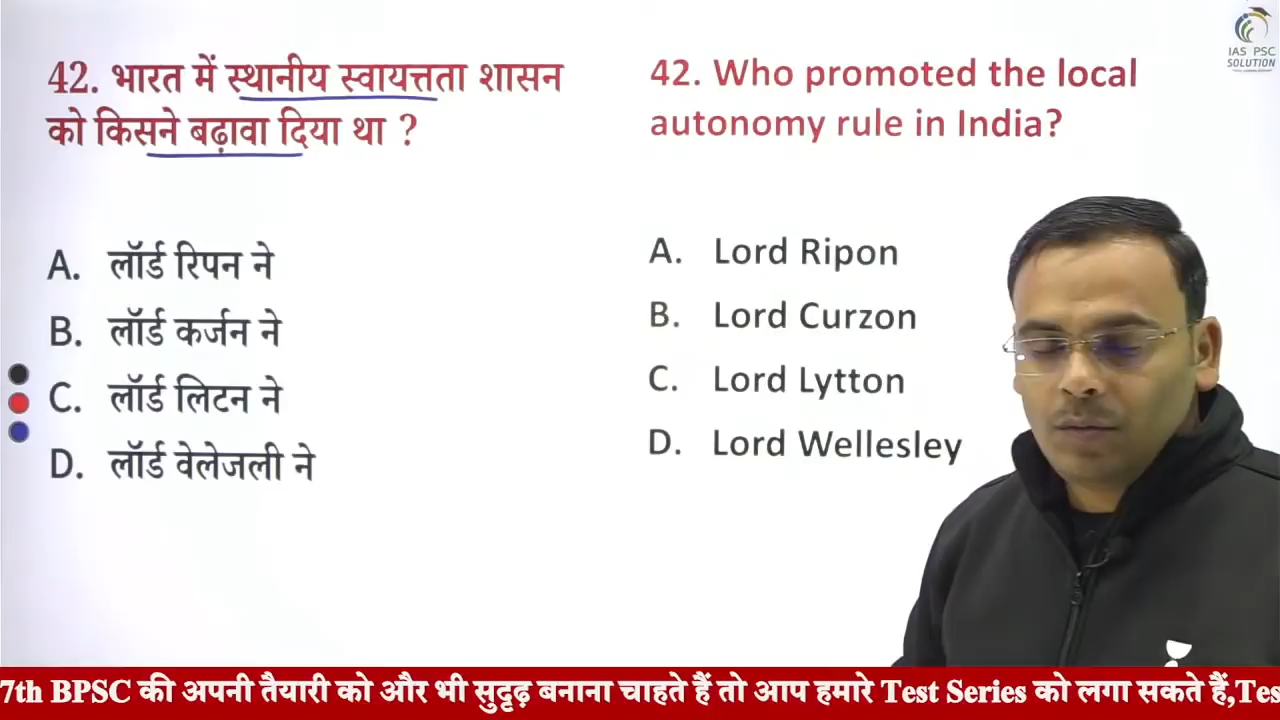 42. भारत में स्थानीय स्वायत्तता शासन
को किसने बढ़ावा दिया था ?
A. लॉर्ड रिपन ने
B. लॉर्ड कर्जन ने
C. लॉर्ड लिटन ने
D. लॉर्ड वेलेजली ने
42. Who promoted the local
autonomy rule in India?
A. Lord Ripon
B. Lord Curzon
C. Lord Lytton
D. Lord Wellesley
IAS PSC
SOLUTION
7th BPSC की अपनी तैयारी को और भी सुदृढ़ बनाना चाहते हैं तो आप हमारे Test Series को लगा सकते हैं,Tes